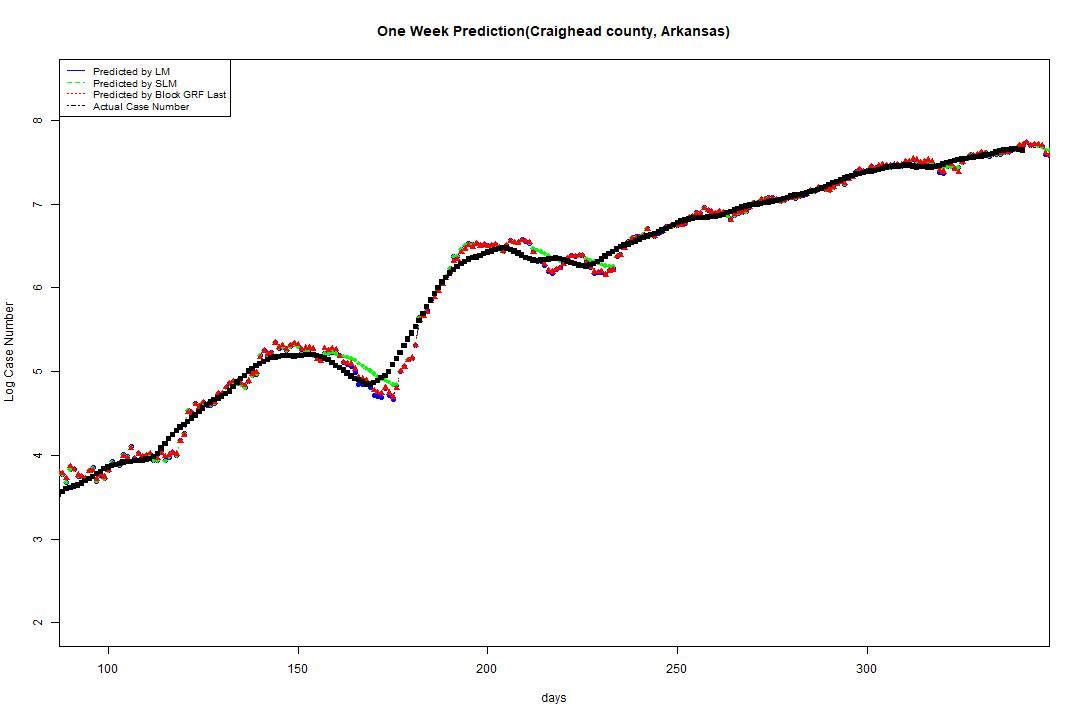 One Week Prediction(Craighead county, Arkansas)
Predicted by LM
Predicted by SLM
Predicted by Block GRF Last
Actual Case Number
8
7
6
5
4
3
2
Log Case Number
100 150 200 250 300
days